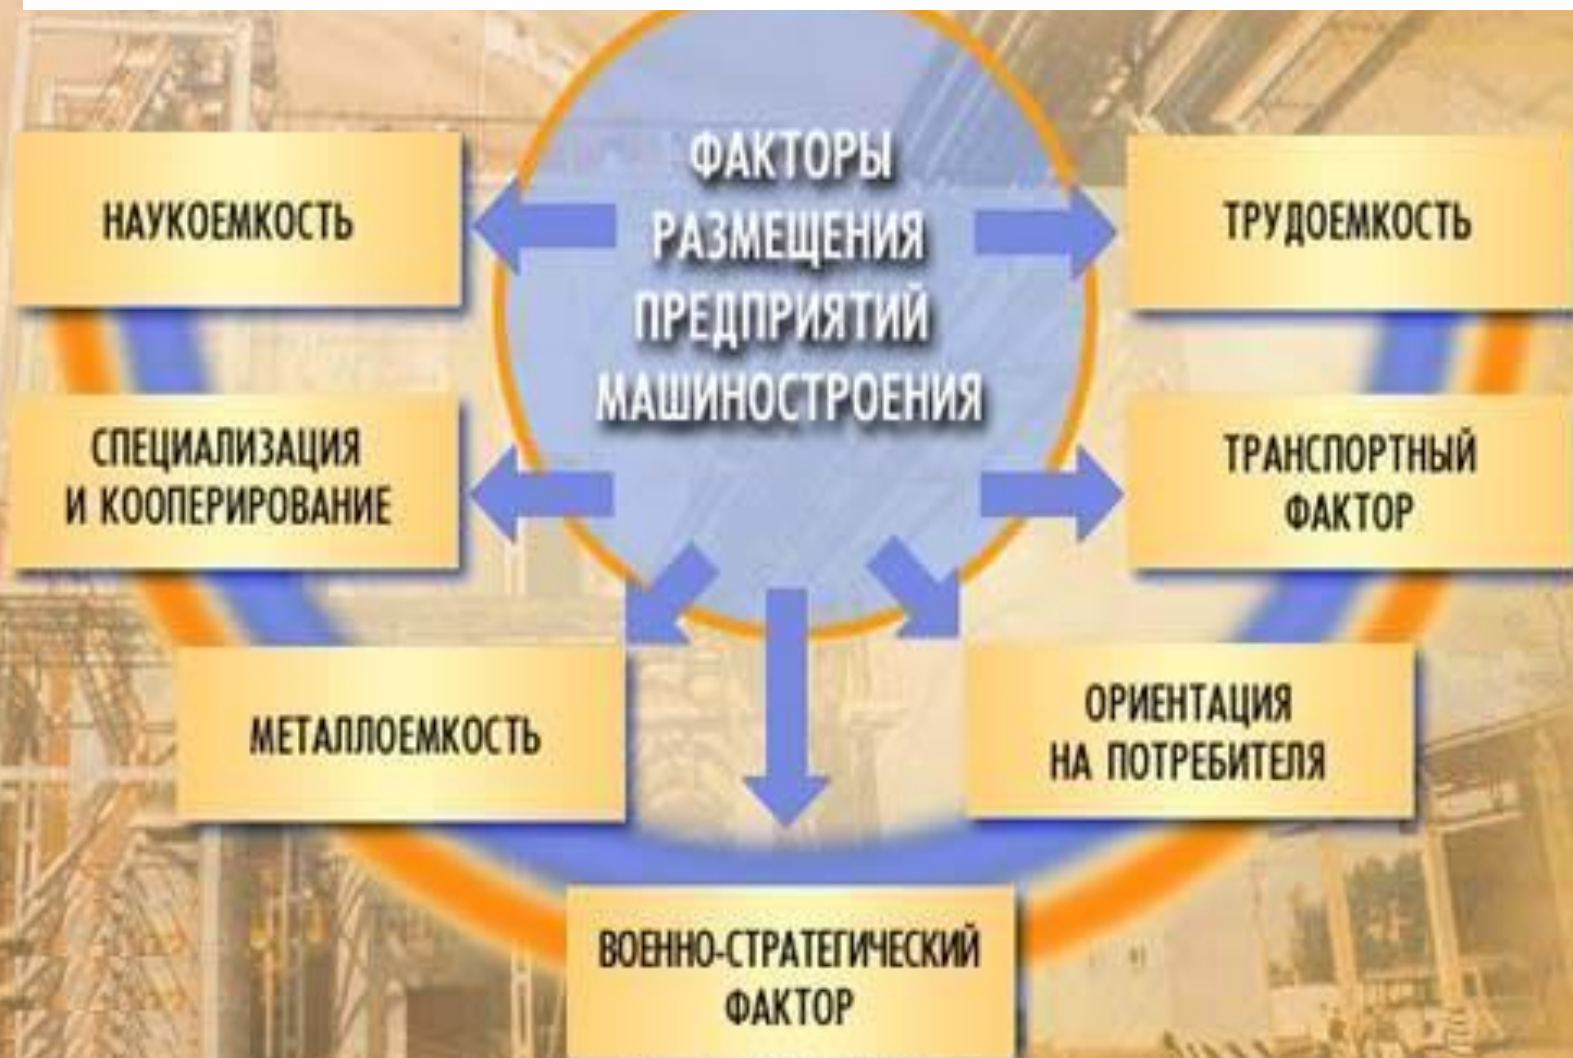 ФАКТОРЫ
РАЗМЕЩЕНИЯ
ПРЕДПРИЯТИЙ
МАШИНОСТРОЕНИЯ
НАУКОЕМКОСТЬ
ТРУДОЕМКОСТЬ
СПЕЦИАЛИЗАЦИЯ
И КООПЕРИРОВАНИЕ
ТРАНСПОРТНЫЙ
ФАКТОР
МЕТАЛЛОЕМКОСТЬ
ОРИЕНТАЦИЯ
НА ПОТРЕБИТЕЛЯ
ВОЕННО-СТРАТЕГИЧЕСКИЙ
ФАКТОР